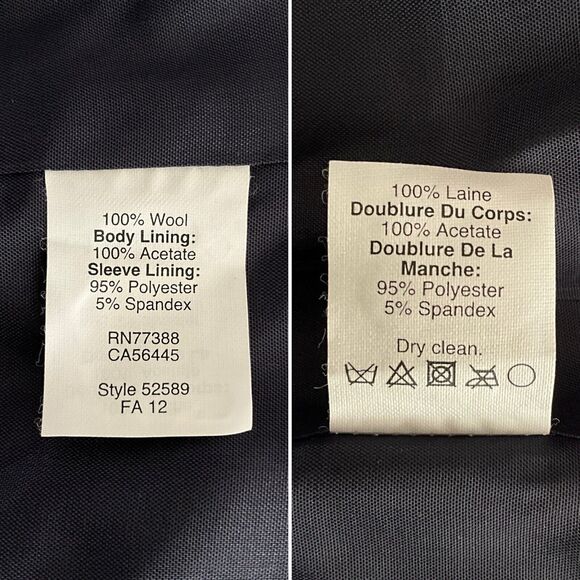 100% Wool
Body Lining:
100% Acetate
Sleeve Lining:
95% Polyester
5% Spandex
RN77388
CA56445
Style 52589
FA 12
100% Laine
Doublure Du Corps:
100% Acetate
Doublure De La
Manche:
95% Polyester
5% Spandex
Dry clean.